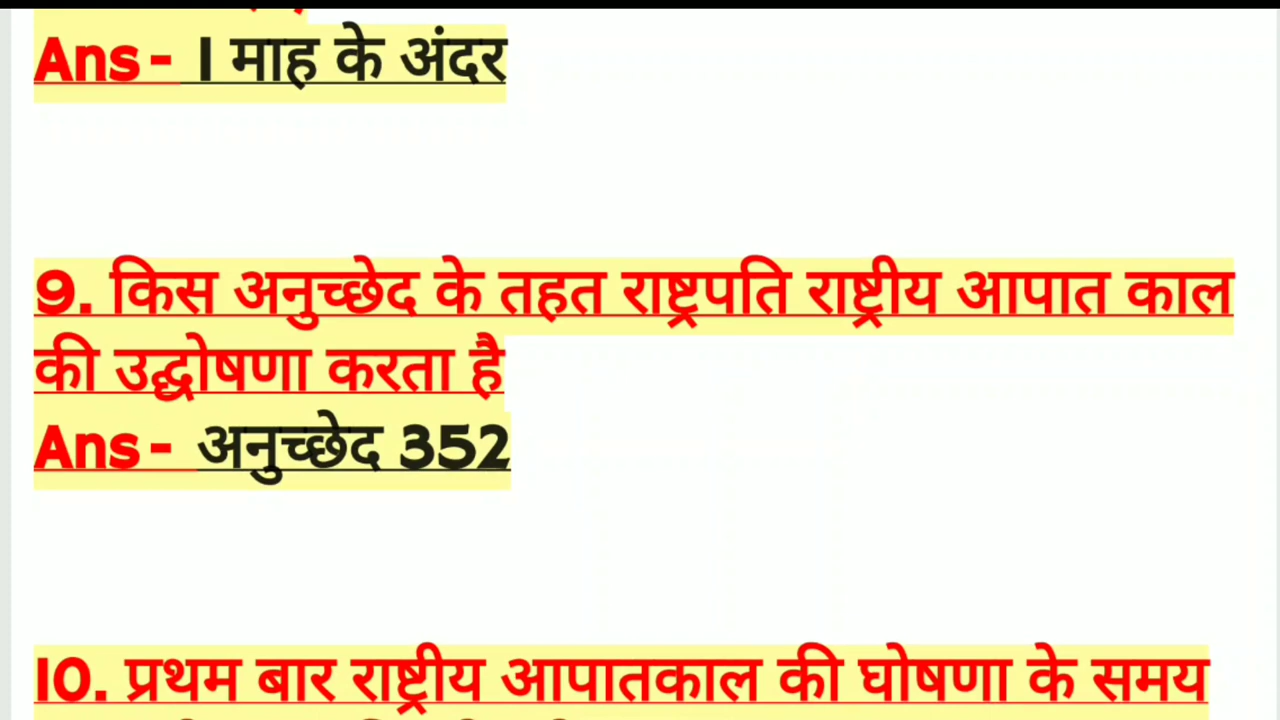 Ans - 1 माह के अंदर
9. किस अनुच्छेद के तहत राष्ट्रपति राष्ट्रीय आपात काल
की उद्घोषणा करता है
Ans - अनुच्छेद 352
10. प्रथम बार राष्ट्रीय आपातकाल की घोषणा के समय